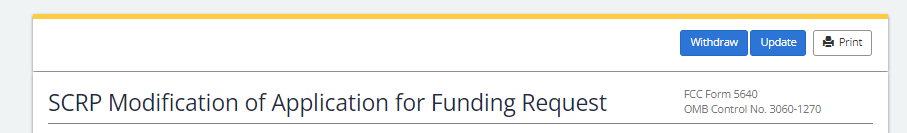 Withdraw Update Print
SCRP Modification of Application for Funding Request
FCC Form 5640
OMB Control No. 3060-1270